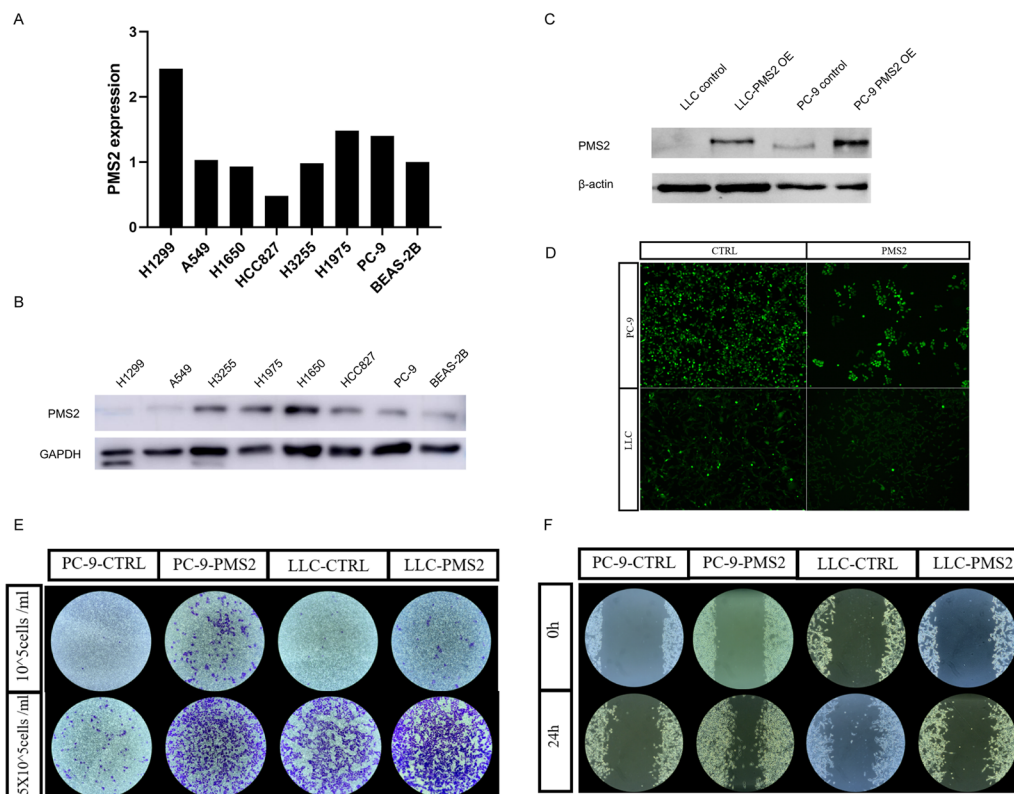 A
PMS2 expression
3
2
1
0
H1299
A549
H1650
HCC827
H3255
H1975
PC-9
BEAS-2B
B
H1299
A549
H3255
H1975
H1650
HCC827
PC-9
BEAS-2B
PMS2
GAPDH
C
LLC control
LLC-PMS2 OE
PC-9 control
PC-9 PMS2 OE
PMS2
β-actin
D
CTRL
PMS2
PC-9
LLC
E
PC-9-CTRL
PC-9-PMS2
LLC-CTRL
LLC-PMS2
10^5cells /ml
5X10^5cells /ml
F
PC-9-CTRL
PC-9-PMS2
LLC-CTRL
LLC-PMS2
0h
24h